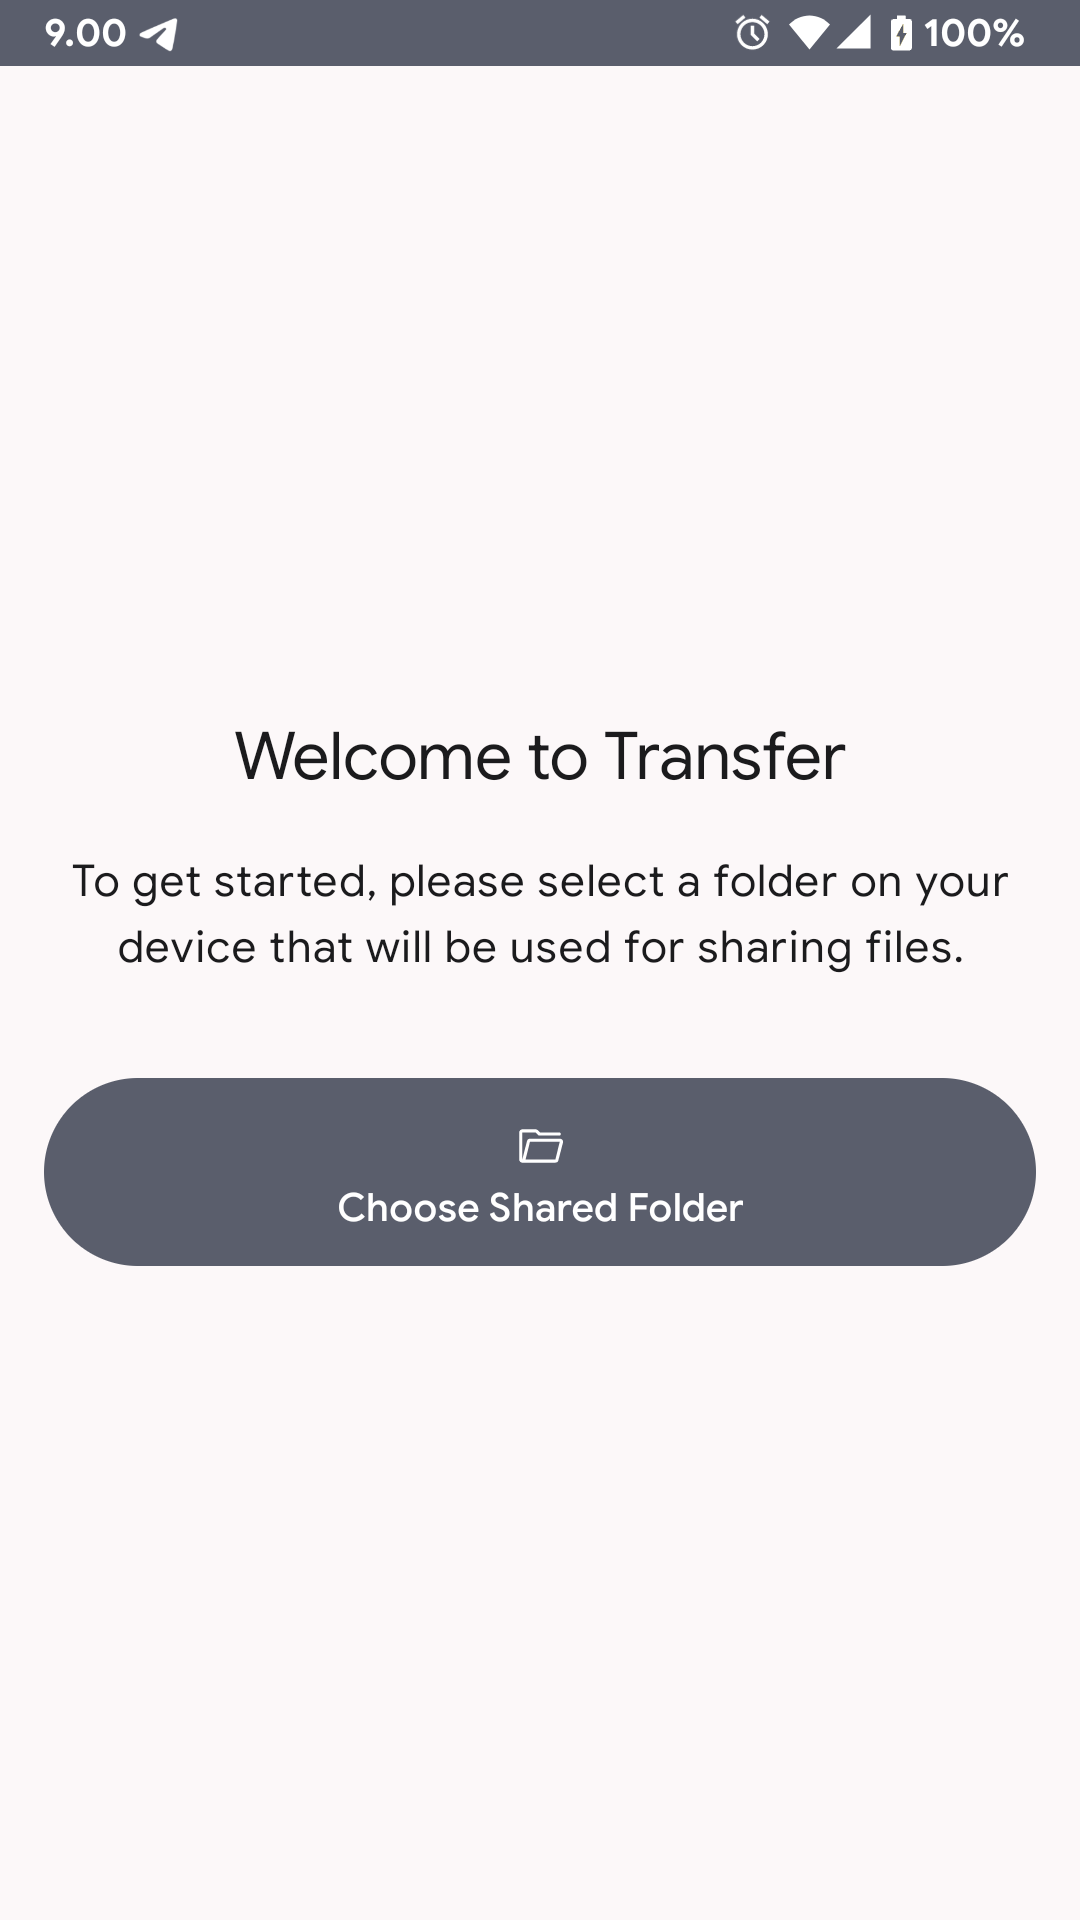 9.00 100%
Welcome to Transfer
To get started, please select a folder on your
device that will be used for sharing files.
Choose Shared Folder